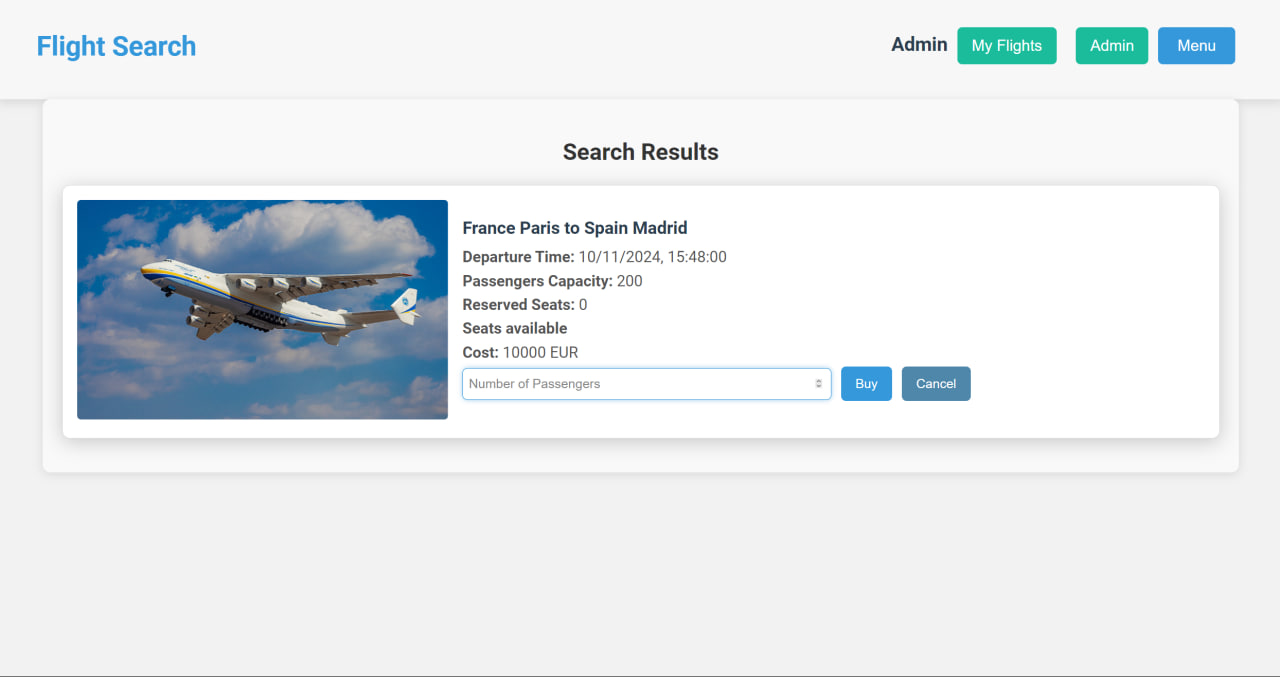 Flight Search
Admin
My Flights
Admin
Menu
Search Results
France Paris to Spain Madrid
Departure Time: 10/11/2024, 15:48:00
Passengers Capacity: 200
Reserved Seats: 0
Seats available
Cost: 10000 EUR
Number of Passengers
Buy
Cancel